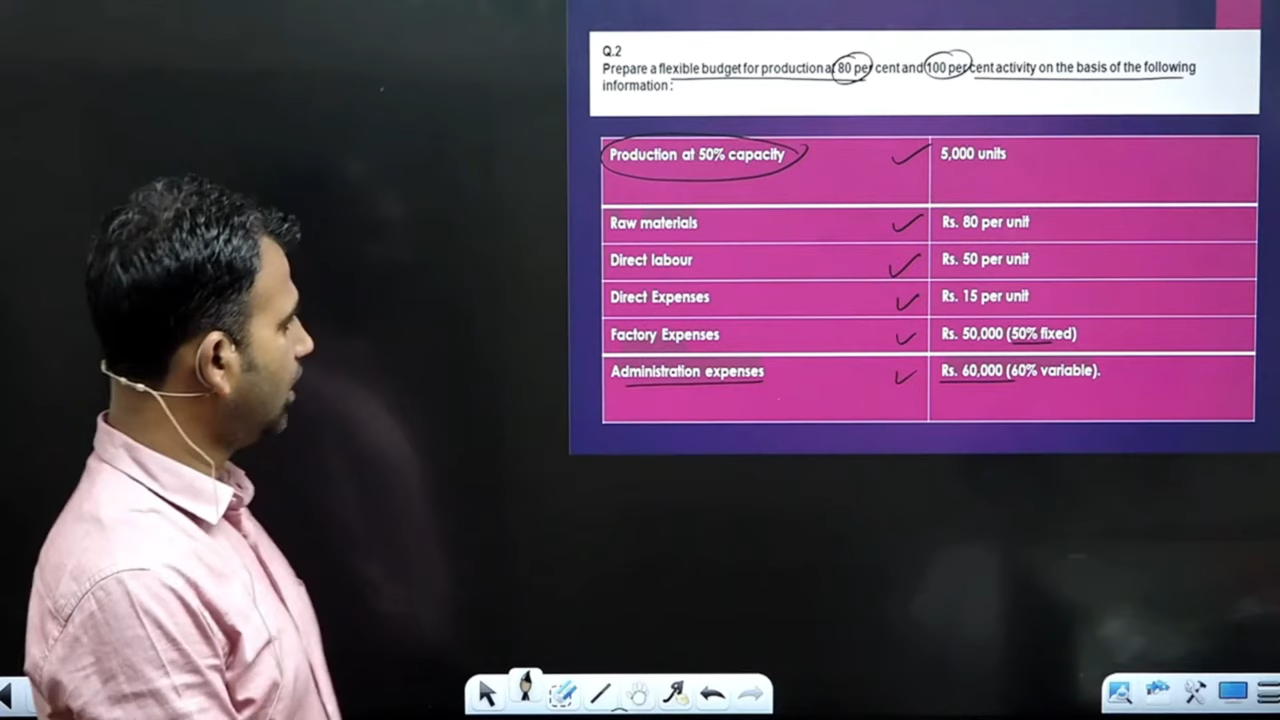 Q.2
Prepare a flexible budget for production at 80 per cent and 100 per cent activity on the basis of the following
information:
Production at 50% capacity 5,000 units
Raw materials Rs. 80 per unit
Direct labour Rs. 50 per unit
Direct Expenses Rs. 15 per unit
Factory Expenses Rs. 50,000 (50% fixed)
Administration expenses Rs. 60,000 (60% variable).